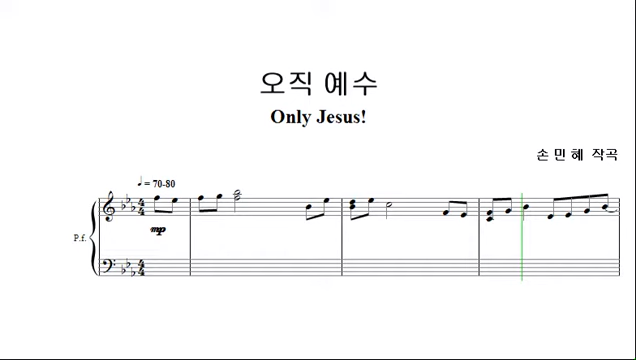 오직 예수
Only Jesus!
손 민 혜 작곡
♩ = 70-80
mp
P.f.